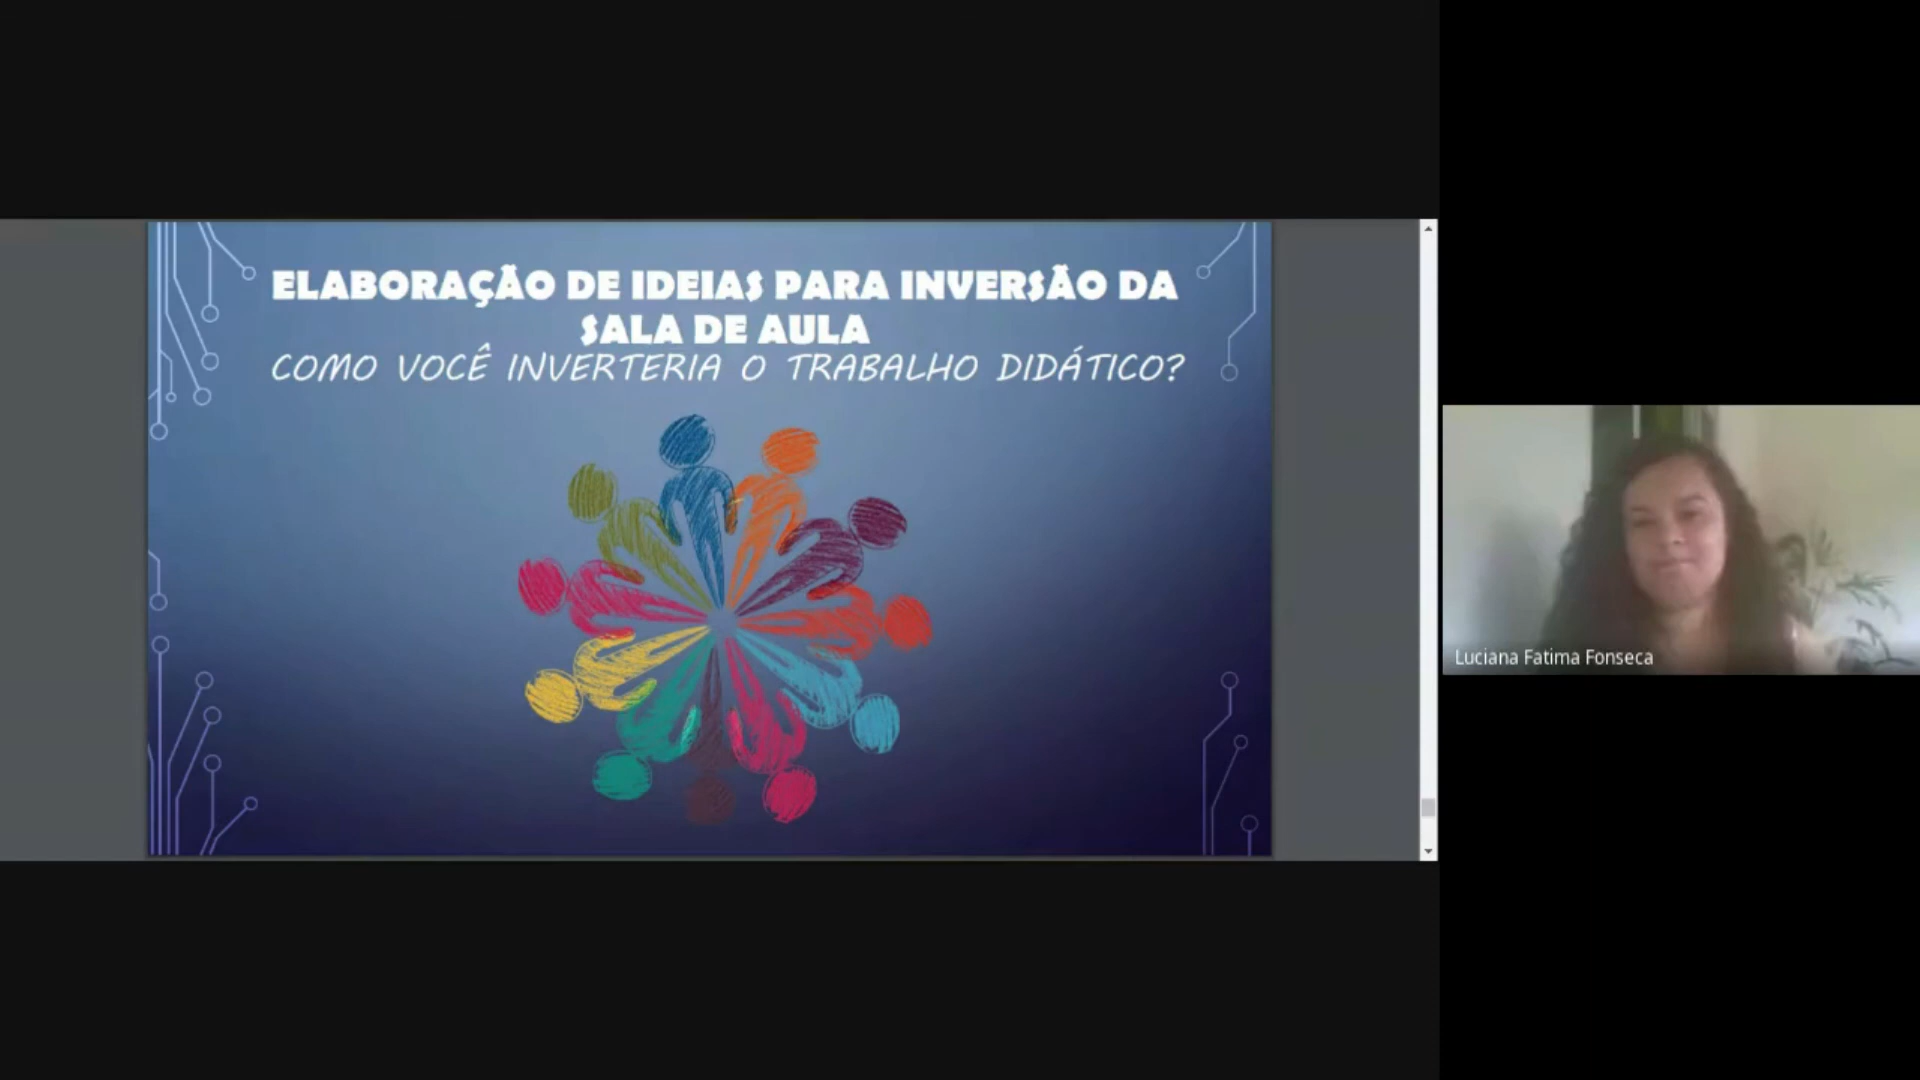 ELABORAÇÃO DE IDEIAS PARA INVERSÃO DA
SALA DE AULA
COMO VOCÊ INVERTERIA O TRABALHO DIDÁTICO?
Luciana Fatima Fonseca